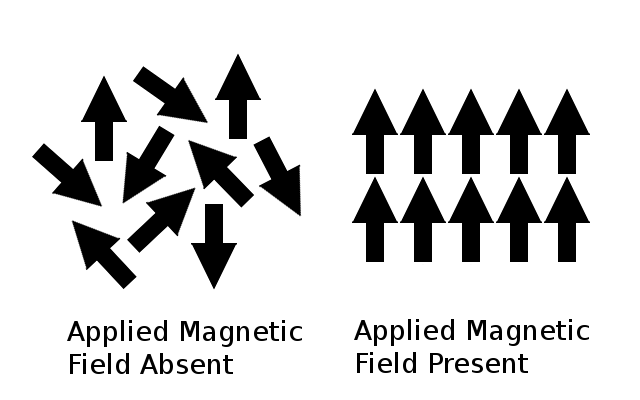 Applied Magnetic
Field Absent
Applied Magnetic
Field Present